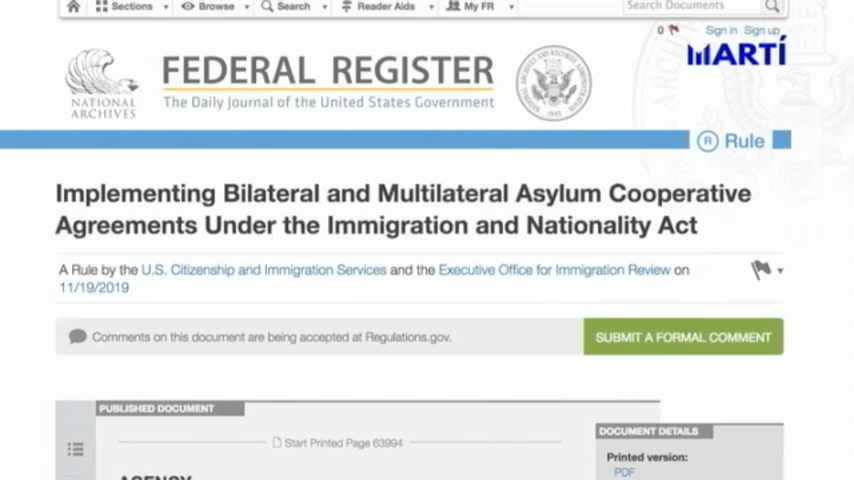 Sections Browse Search Reader Aids My FR Search Documents
0 Sign in Sign up
MARTÍ
NATIONAL ARCHIVES
FEDERAL REGISTER
The Daily Journal of the United States Government
R Rule
Implementing Bilateral and Multilateral Asylum Cooperative
Agreements Under the Immigration and Nationality Act
A Rule by the U.S. Citizenship and Immigration Services and the Executive Office for Immigration Review on
11/19/2019
Comments on this document are being accepted at Regulations.gov.
SUBMIT A FORMAL COMMENT
PUBLISHED DOCUMENT
Start Printed Page 63994
AGENCY
DOCUMENT DETAILS
Printed version:
PDF